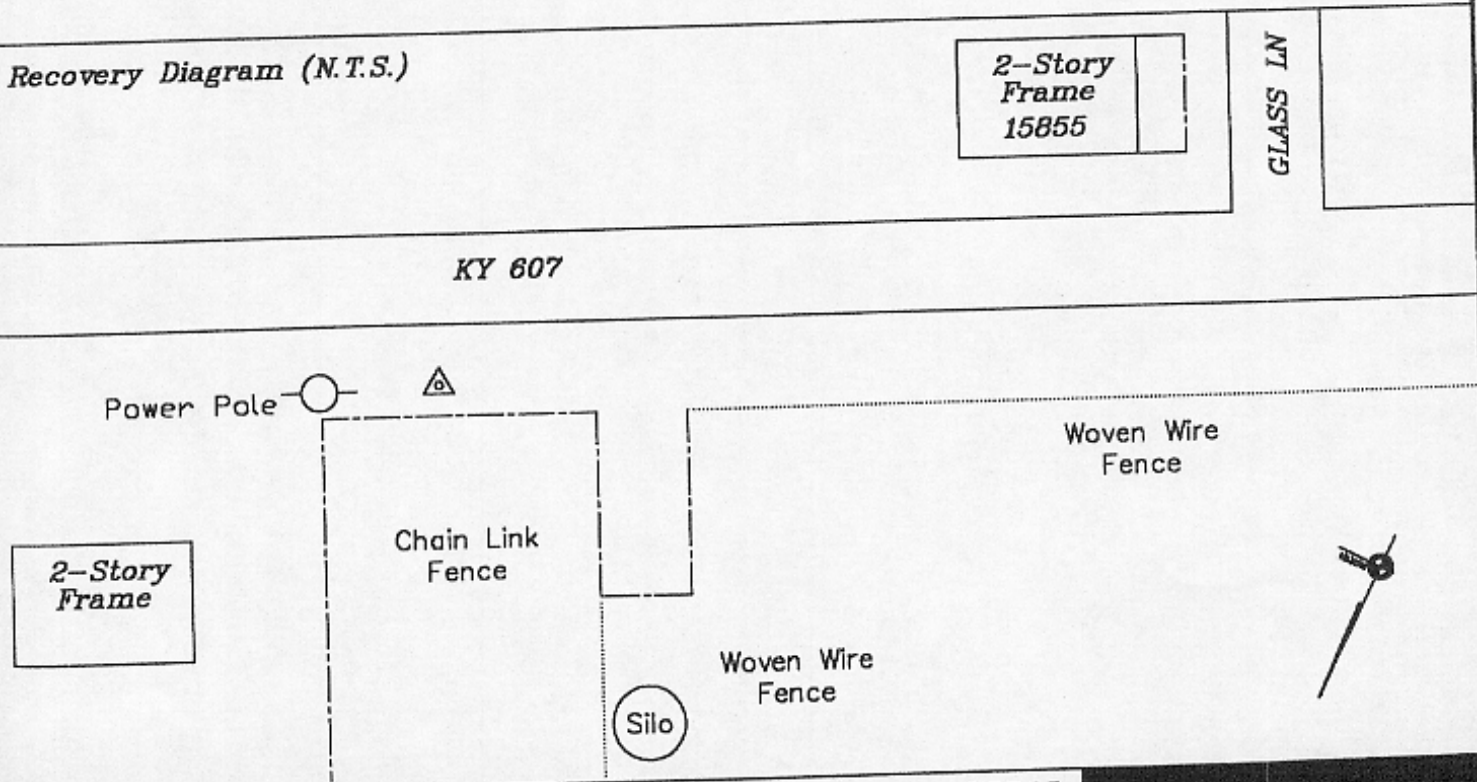 Recovery Diagram (N.T.S.)
2-Story
Frame
15855
GLASS LN
KY 607
Power Pole
Woven Wire
Fence
Chain Link
Fence
2-Story
Frame
Woven Wire
Fence
Silo